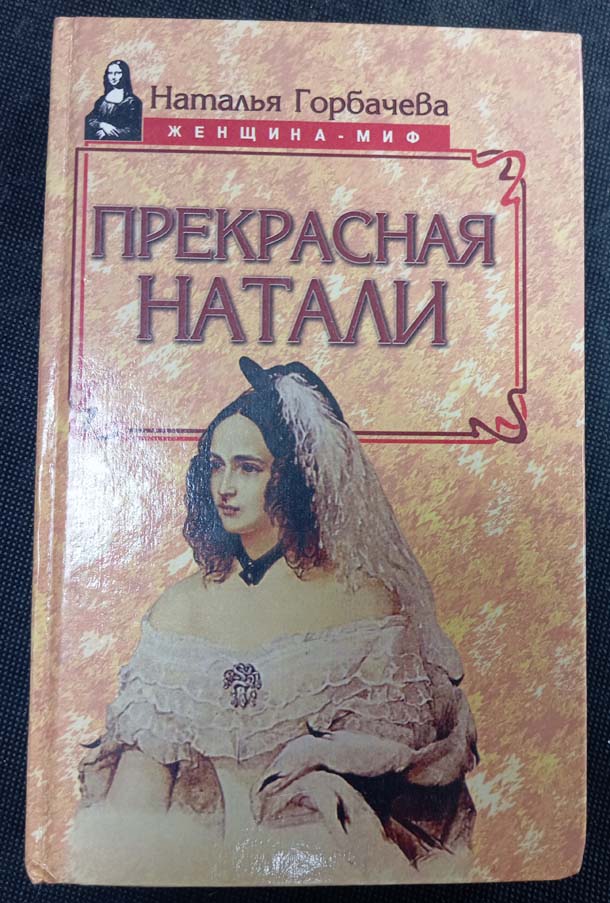 Наталья Горбачева
ЖЕНЩИНА-МИФ
ПРЕКРАСНАЯ
НАТАЛИ